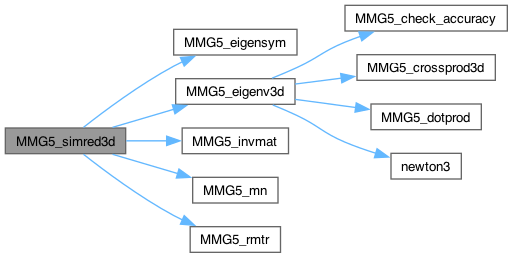 MMG5_simred3d
MMG5_eigensym
MMG5_eigenv3d
MMG5_invmat
MMG5_mn
MMG5_rmtr
MMG5_check_accuracy
MMG5_crossprod3d
MMG5_dotprod
newton3